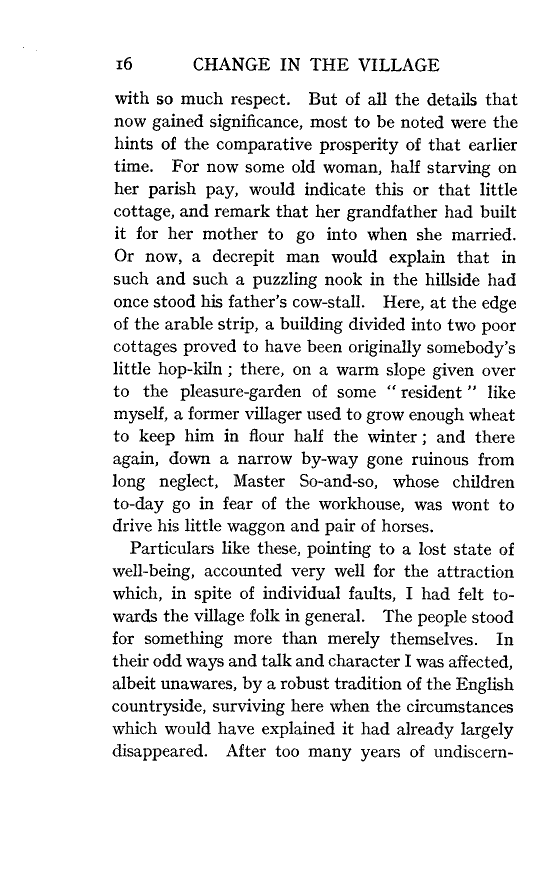 16 CHANGE IN THE VILLAGE
with so much respect. But of all the details that
now gained significance, most to be noted were the
hints of the comparative prosperity of that earlier
time. For now some old woman, half starving on
her parish pay, would indicate this or that little
cottage, and remark that her grandfather had built
it for her mother to go into when she married.
Or now, a decrepit man would explain that in
such and such a puzzling nook in the hillside had
once stood his father's cow-stall. Here, at the edge
of the arable strip, a building divided into two poor
cottages proved to have been originally somebody's
little hop-kiln ; there, on a warm slope given over
to the pleasure-garden of some " resident " like
myself, a former villager used to grow enough wheat
to keep him in flour half the winter ; and there
again, down a narrow by-way gone ruinous from
long neglect, Master So-and-so, whose children
to-day go in fear of the workhouse, was wont to
drive his little waggon and pair of horses.
Particulars like these, pointing to a lost state of
well-being, accounted very well for the attraction
which, in spite of individual faults, I had felt to-
wards the village folk in general. The people stood
for something more than merely themselves. In
their odd ways and talk and character I was affected,
albeit unawares, by a robust tradition of the English
countryside, surviving here when the circumstances
which would have explained it had already largely
disappeared. After too many years of undiscern-